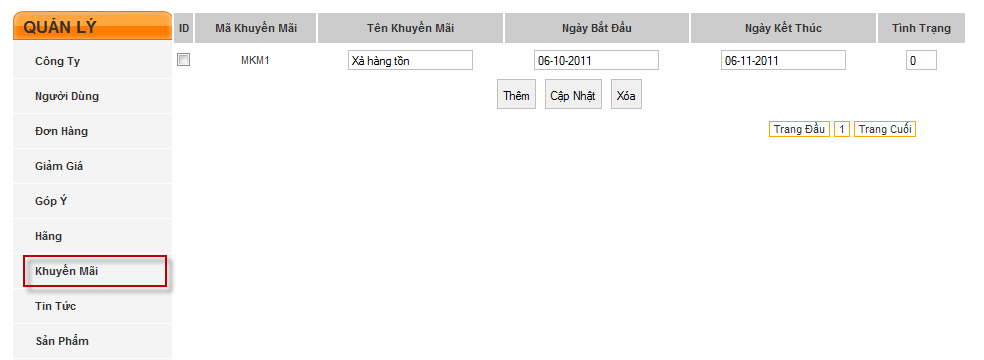 QUẢN LÝ
Công Ty
Người Dùng
Đơn Hàng
Giảm Giá
Góp Ý
Hãng
Khuyến Mãi
Tin Tức
Sản Phẩm
ID Mã Khuyến Mãi Tên Khuyến Mãi Ngày Bắt Đầu Ngày Kết Thúc Tình Trạng
MKM1 Xả hàng tồn 06-10-2011 06-11-2011 0
Thêm Cập Nhật Xóa
Trang Đầu 1 Trang Cuối